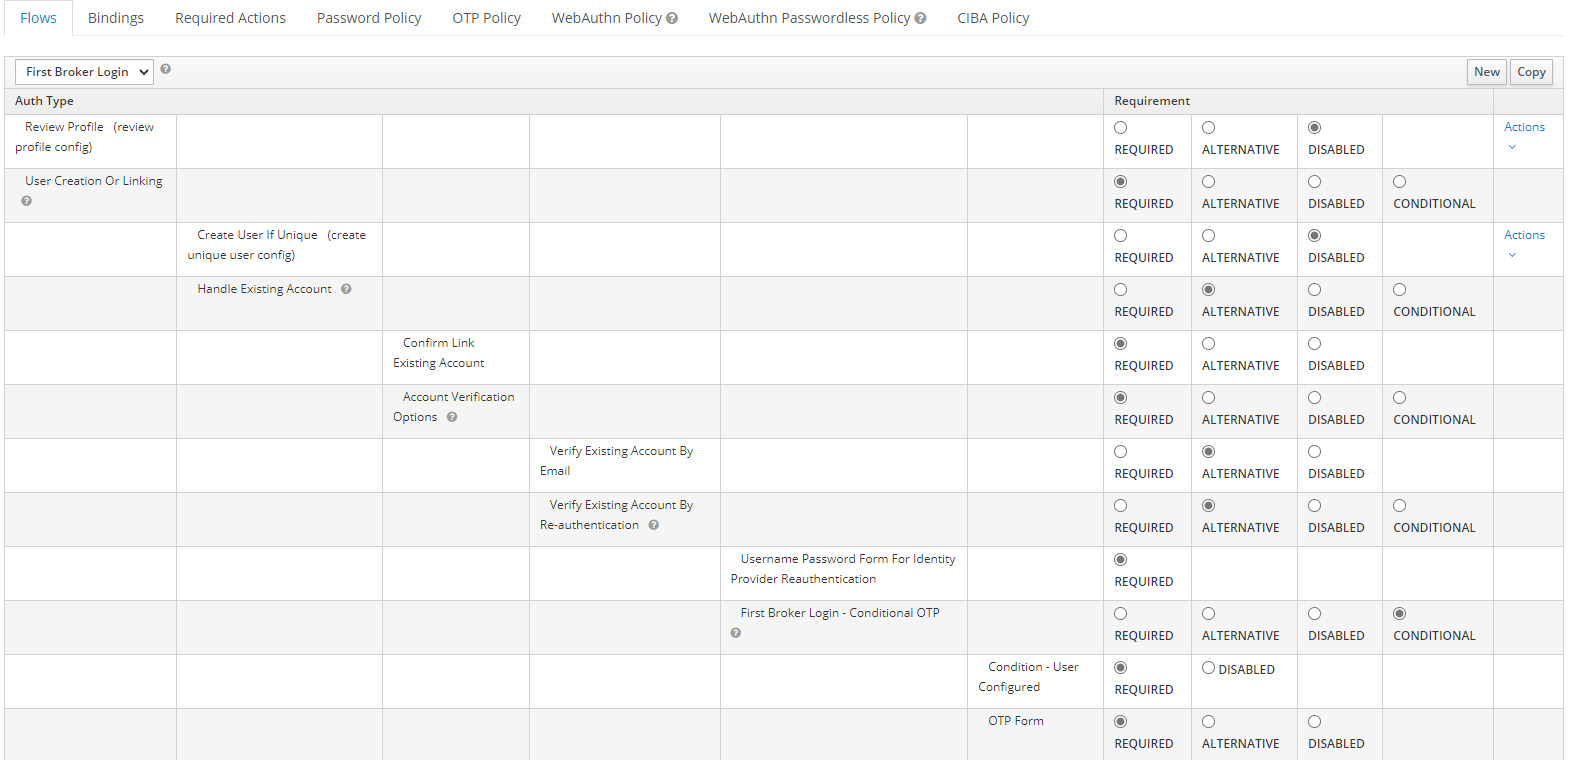 Flows Bindings Required Actions Password Policy OTP Policy WebAuthn Policy WebAuthn Passwordless Policy CIBA Policy
First Broker Login New Copy
Auth Type Requirement
Review Profile (review profile config) REQUIRED ALTERNATIVE DISABLED Actions
User Creation Or Linking REQUIRED ALTERNATIVE DISABLED CONDITIONAL
Create User If Unique (create unique user config) REQUIRED ALTERNATIVE DISABLED Actions
Handle Existing Account REQUIRED ALTERNATIVE DISABLED CONDITIONAL
Confirm Link Existing Account REQUIRED ALTERNATIVE DISABLED
Account Verification Options REQUIRED ALTERNATIVE DISABLED CONDITIONAL
Verify Existing Account By Email REQUIRED ALTERNATIVE DISABLED
Verify Existing Account By Re-authentication REQUIRED ALTERNATIVE DISABLED CONDITIONAL
Username Password Form For Identity Provider Reauthentication REQUIRED
First Broker Login - Conditional OTP REQUIRED ALTERNATIVE DISABLED CONDITIONAL
Condition - User Configured REQUIRED DISABLED
OTP Form REQUIRED ALTERNATIVE DISABLED